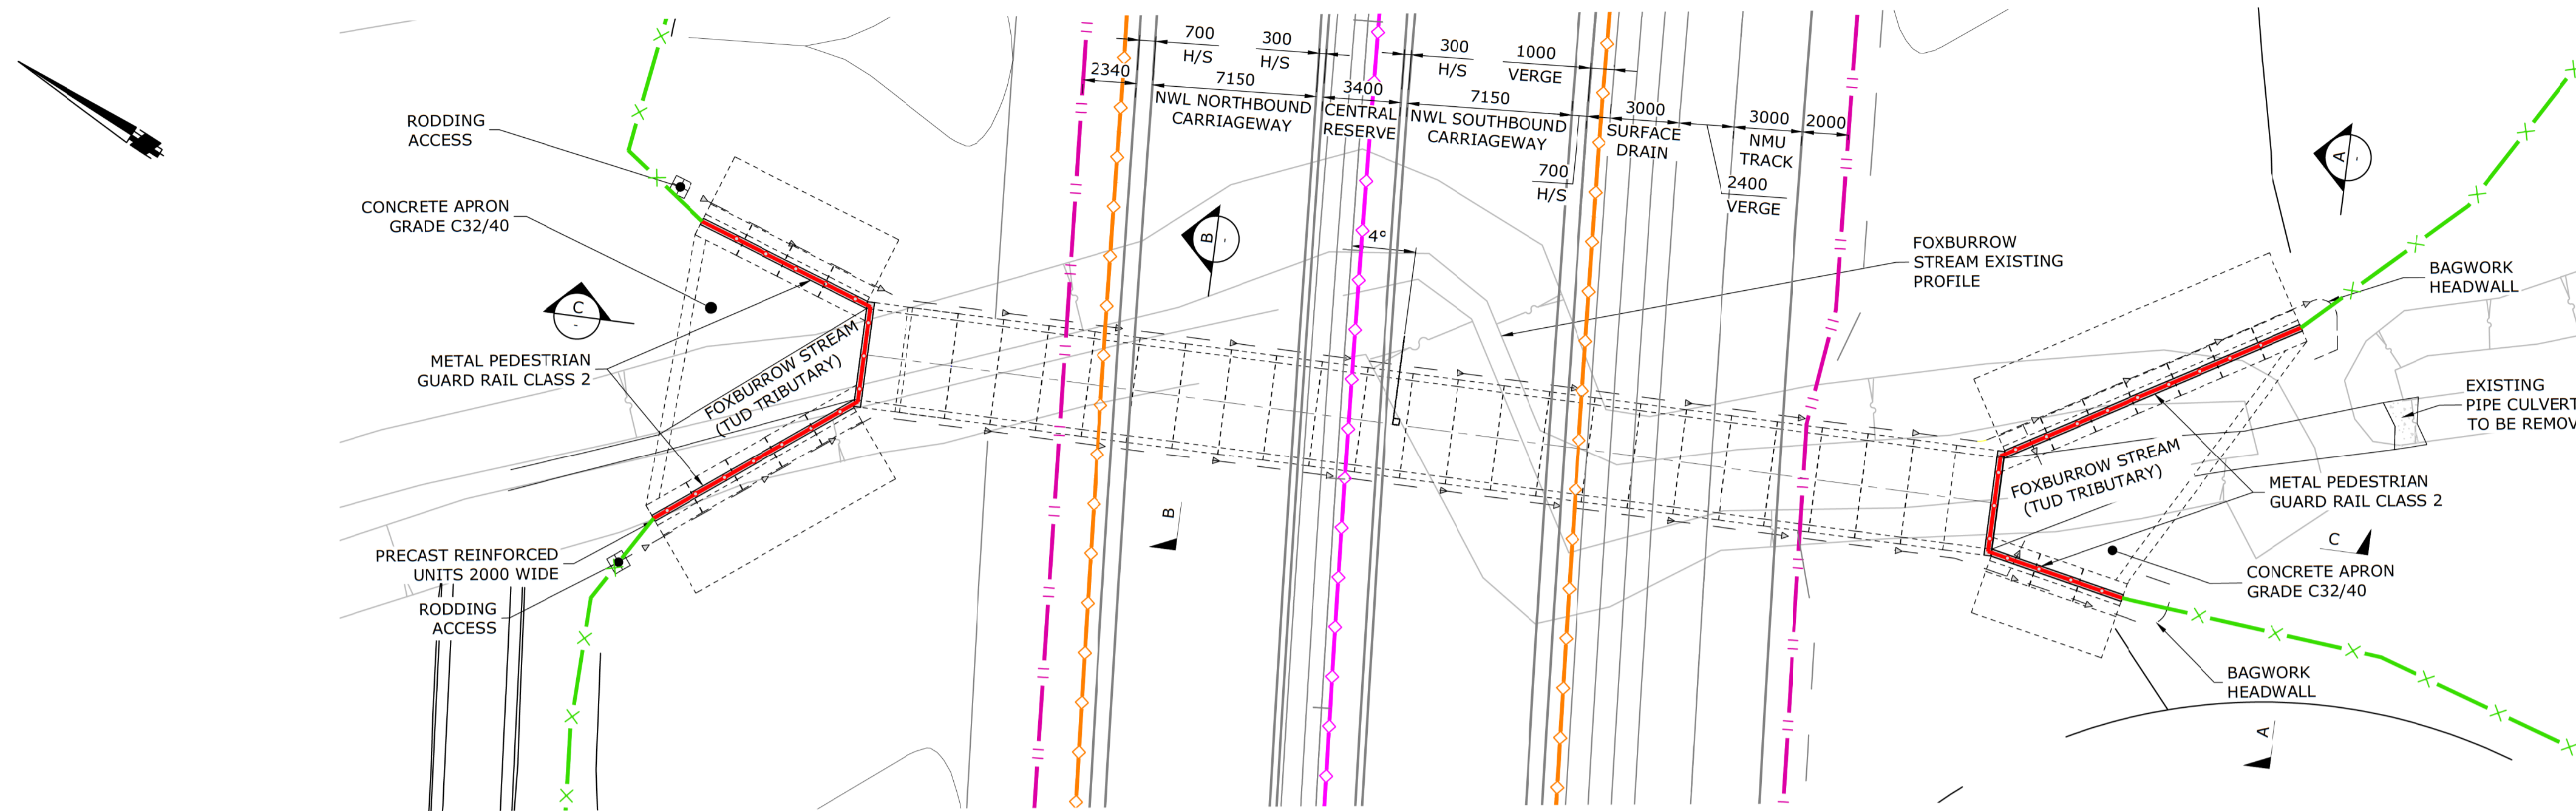 700
H/S
300
H/S
300
H/S
1000
VERGE
2340
7150
NWL NORTHBOUND
CARRIAGEWAY
3400
CENTRAL
RESERVE
7150
NWL SOUTHBOUND
CARRIAGEWAY
3000
SURFACE
DRAIN
3000
NMU
TRACK
2000
700
H/S
2400
VERGE
4°
RODDING
ACCESS
CONCRETE APRON
GRADE C32/40
C
-
METAL PEDESTRIAN
GUARD RAIL CLASS 2
FOXBURROW STREAM
(TUD TRIBUTARY)
PRECAST REINFORCED
UNITS 2000 WIDE
RODDING
ACCESS
B
-
B
FOXBURROW
STREAM EXISTING
PROFILE
A
-
BAGWORK
HEADWALL
EXISTING
PIPE CULVERT
TO BE REMOV
FOXBURROW STREAM
(TUD TRIBUTARY)
METAL PEDESTRIAN
GUARD RAIL CLASS 2
C
CONCRETE APRON
GRADE C32/40
BAGWORK
HEADWALL
A